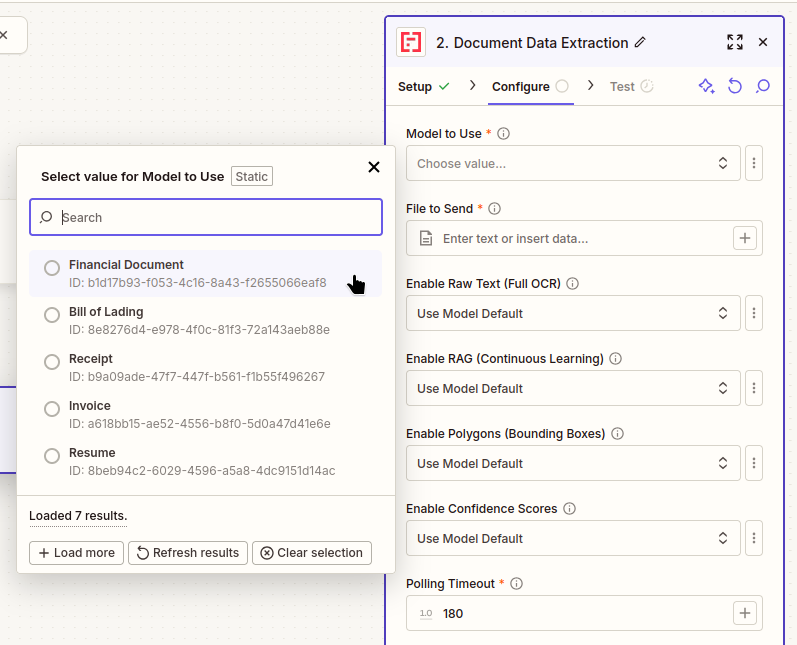 2. Document Data Extraction
Setup
Configure
Test
Model to Use *
Choose value...
File to Send *
Enter text or insert data...
Enable Raw Text (Full OCR)
Use Model Default
Enable RAG (Continuous Learning)
Use Model Default
Enable Polygons (Bounding Boxes)
Use Model Default
Enable Confidence Scores
Use Model Default
Polling Timeout *
1.0 180
Select value for Model to Use Static
Search
Financial Document
ID: b1d17b93-f053-4c16-8a43-f2655066eaf8
Bill of Lading
ID: 8e8276d4-e978-4f0c-81f3-72a143aeb88e
Receipt
ID: b9a09ade-47f7-447f-b561-f1b55f496267
Invoice
ID: a618bb15-ae52-4556-b8f0-5d0a47d41e6e
Resume
ID: 8beb94c2-6029-4596-a5a8-4dc9151d14ac
Loaded 7 results.
Load more
Refresh results
Clear selection